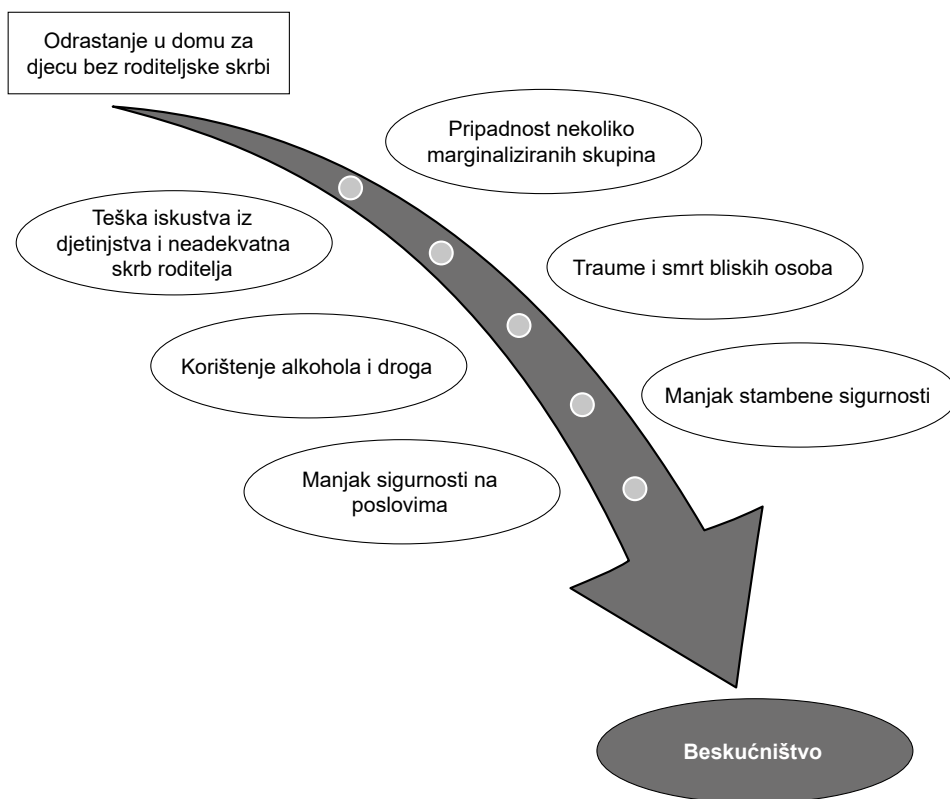 Odrastanje u domu za
djecu bez roditeljske skrbi
Pripadnost nekoliko
marginaliziranih skupina
Teška iskustva iz
djetinjstva i neadekvatna
skrb roditelja
Traume i smrt bliskih osoba
Korištenje alkohola i droga
Manjak stambene sigurnosti
Manjak sigurnosti na
poslovima
Beskućništvo